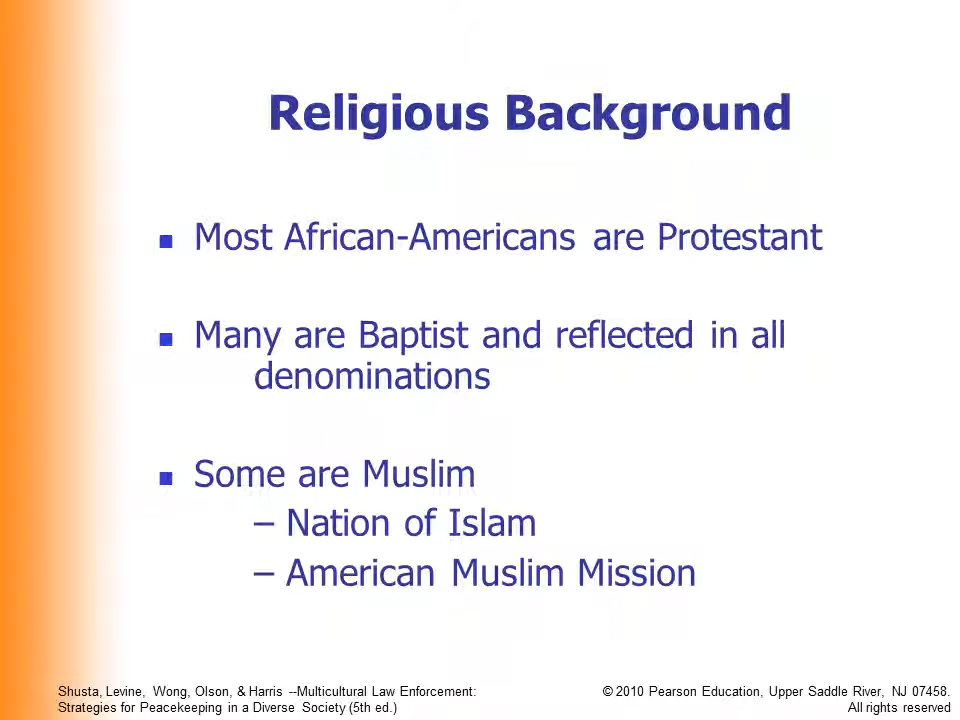 Religious Background
■ Most African-Americans are Protestant
■ Many are Baptist and reflected in all
denominations
■ Some are Muslim
– Nation of Islam
– American Muslim Mission
Shusta, Levine, Wong, Olson, & Harris --Multicultural Law Enforcement:
Strategies for Peacekeeping in a Diverse Society (5th ed.)
© 2010 Pearson Education, Upper Saddle River, NJ 07458.
All rights reserved